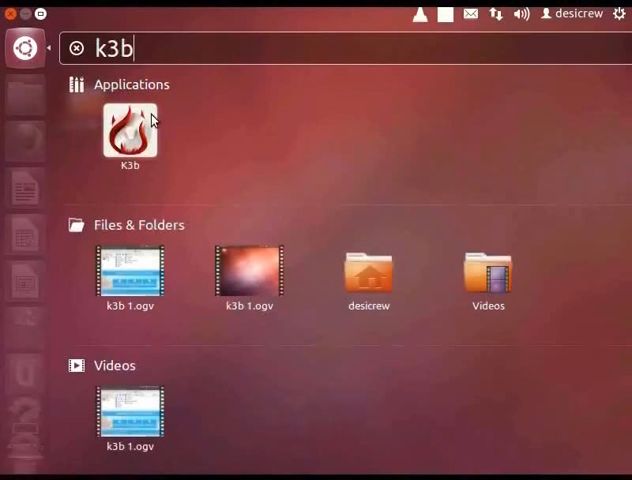 desicrew
k3b
Applications
K3b
Files & Folders
k3b 1.ogv
k3b 1.ogv
desicrew
Videos
Videos
k3b 1.ogv